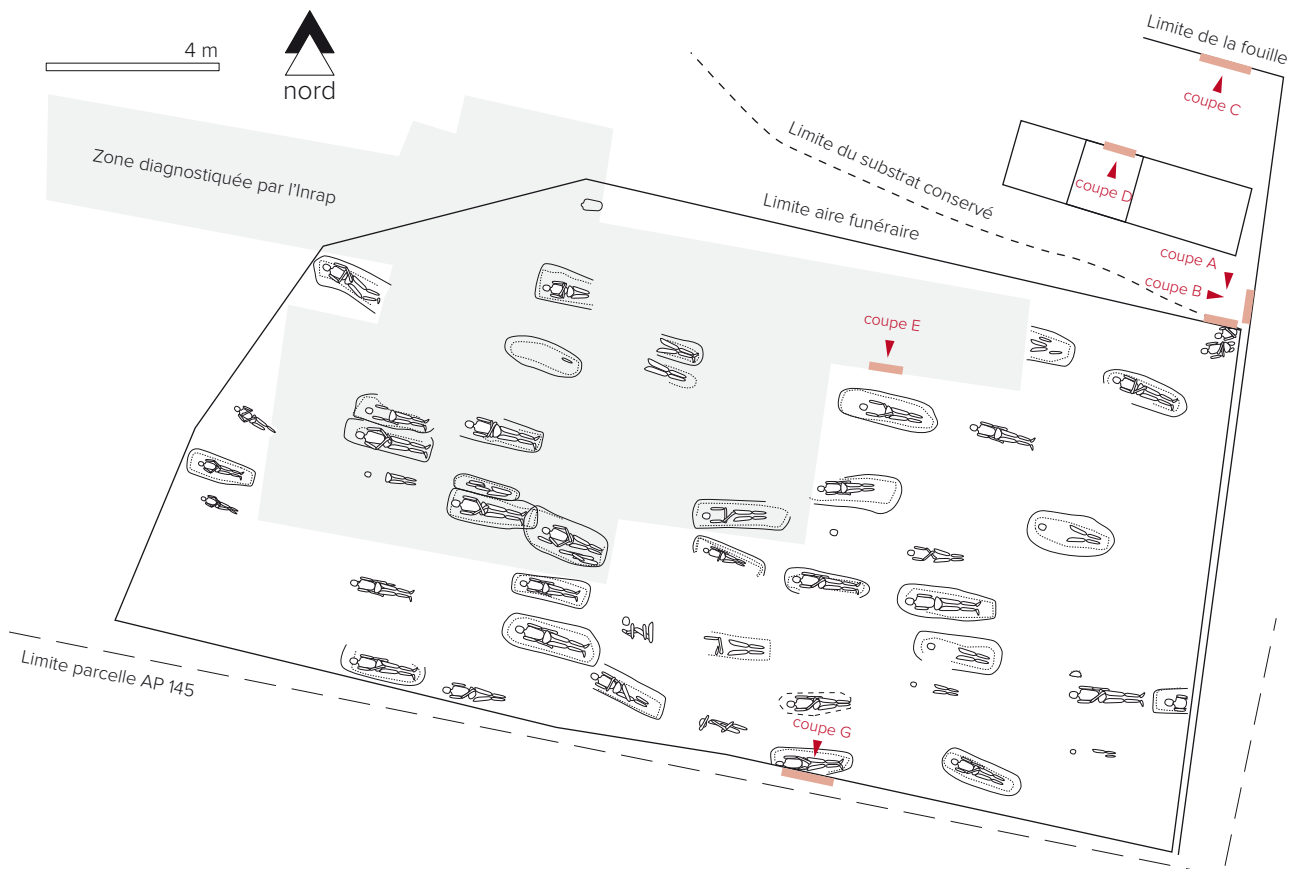 4 m
nord
Limite de la fouille
coupe C
Limite du substrat conservé
coupe D
Zone diagnostiquée par l'Inrap
Limite aire funéraire
coupe A
coupe B
coupe E
Limite parcelle AP 145
coupe G